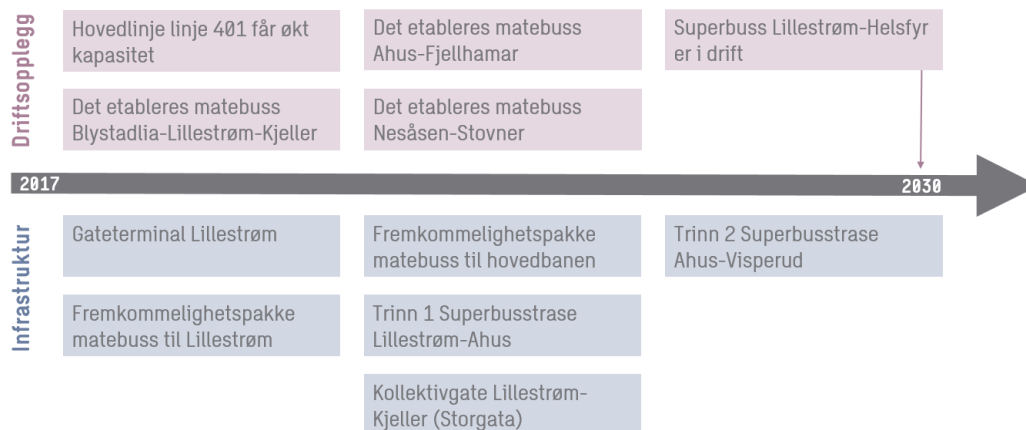 Driftsopplegg
Hovedlinje linje 401 får økt
kapasitet
Det etableres matebuss
Blystadlia-Lillestrøm-Kjeller
Det etableres matebuss
Ahus-Fjellhamar
Det etableres matebuss
Nesåsen-Stovner
Superbuss Lillestrøm-Helsfyr
er i drift
2017
2030
Infrastruktur
Gateterminal Lillestrøm
Fremkommelighetspakke
matebuss til Lillestrøm
Fremkommelighetspakke
matebuss til hovedbanen
Trinn 1 Superbusstrase
Lillestrøm-Ahus
Kollektivgate Lillestrøm-
Kjeller (Storgata)
Trinn 2 Superbusstrase
Ahus-Visperud